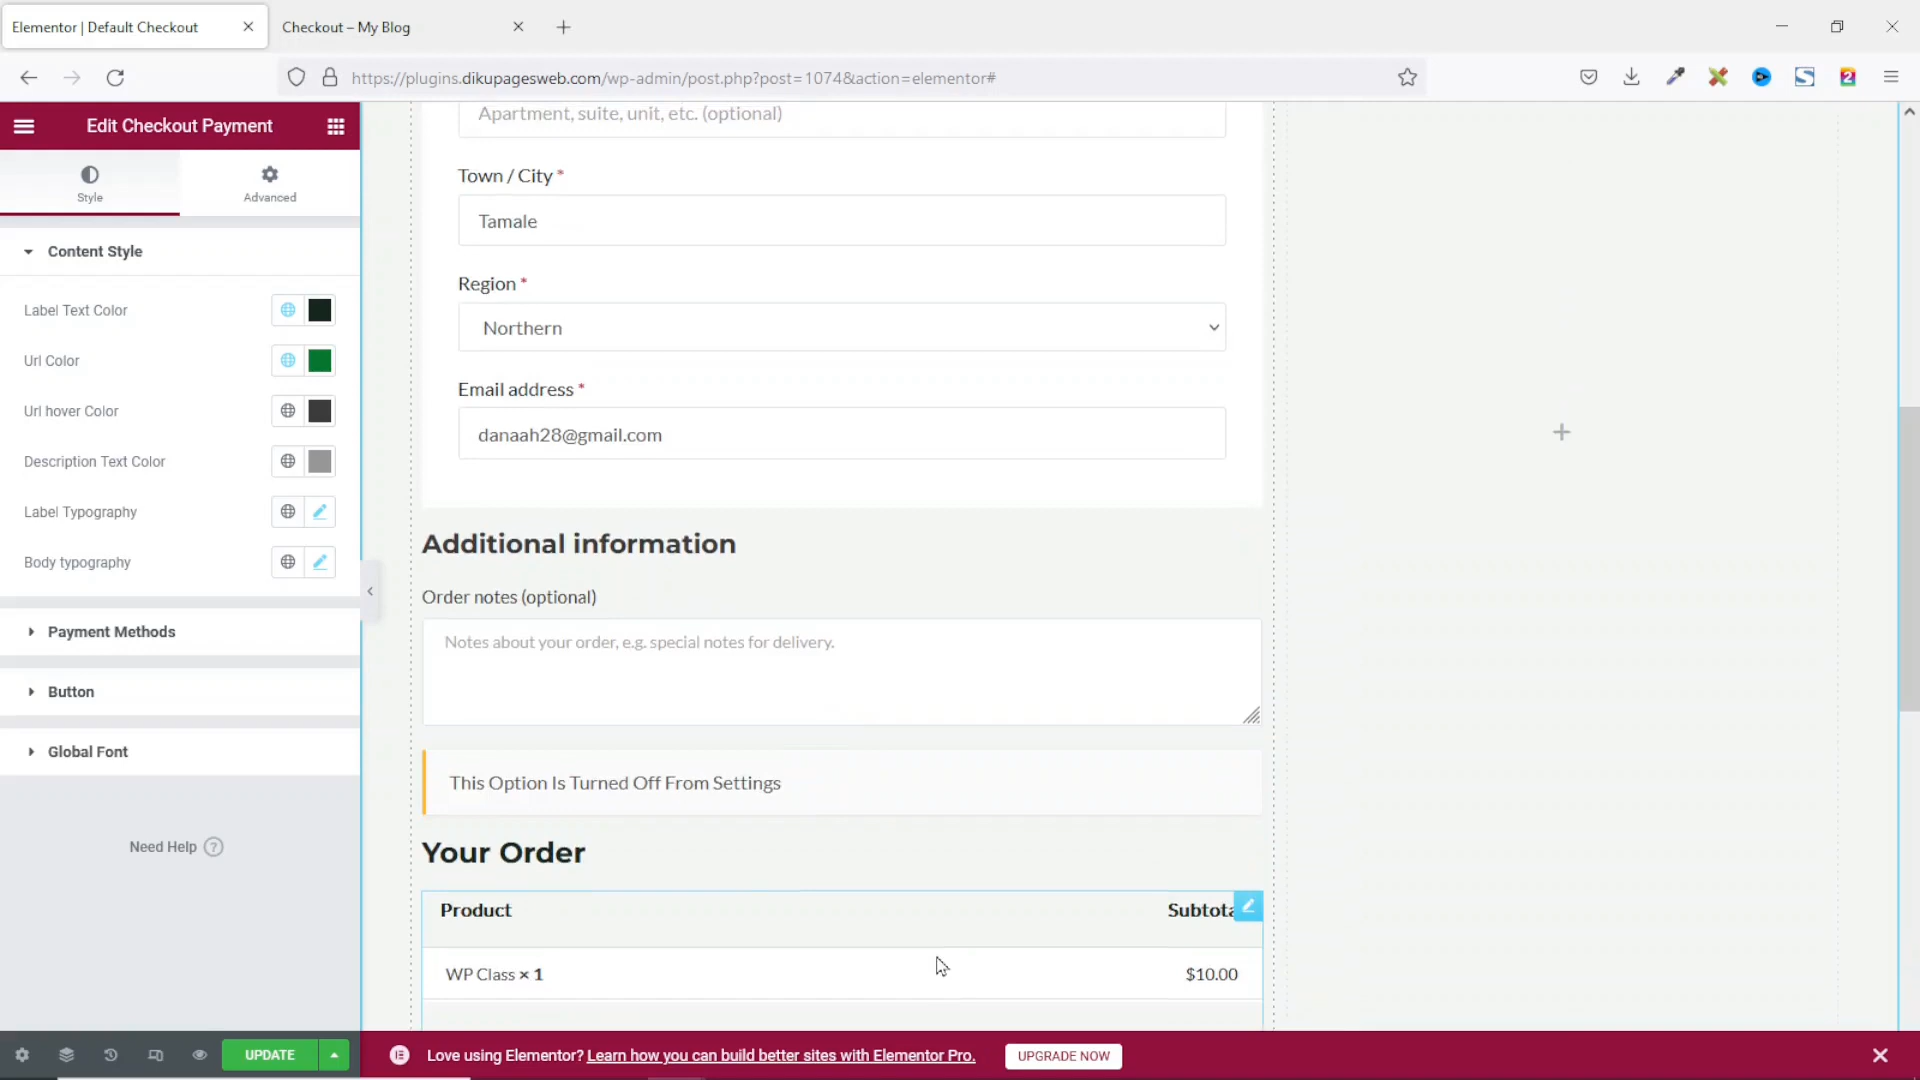 Elementor | Default Checkout
Checkout – My Blog
https://plugins.dikupagesweb.com/wp-admin/post.php?post=1074&action=elementor#
2
Edit Checkout Payment
Style
Advanced
Content Style
Label Text Color
Url Color
Url hover Color
Description Text Color
Label Typography
Body typography
Payment Methods
Button
Global Font
Need Help ?
UPDATE
Apartment, suite, unit, etc. (optional)
Town / City *
Tamale
Region *
Northern
Email address *
danaah28@gmail.com
Additional information
Order notes (optional)
Notes about your order, e.g. special notes for delivery.
This Option Is Turned Off From Settings
Your Order
Product Subtota
WP Class × 1 $10.00
Love using Elementor? Learn how you can build better sites with Elementor Pro. UPGRADE NOW